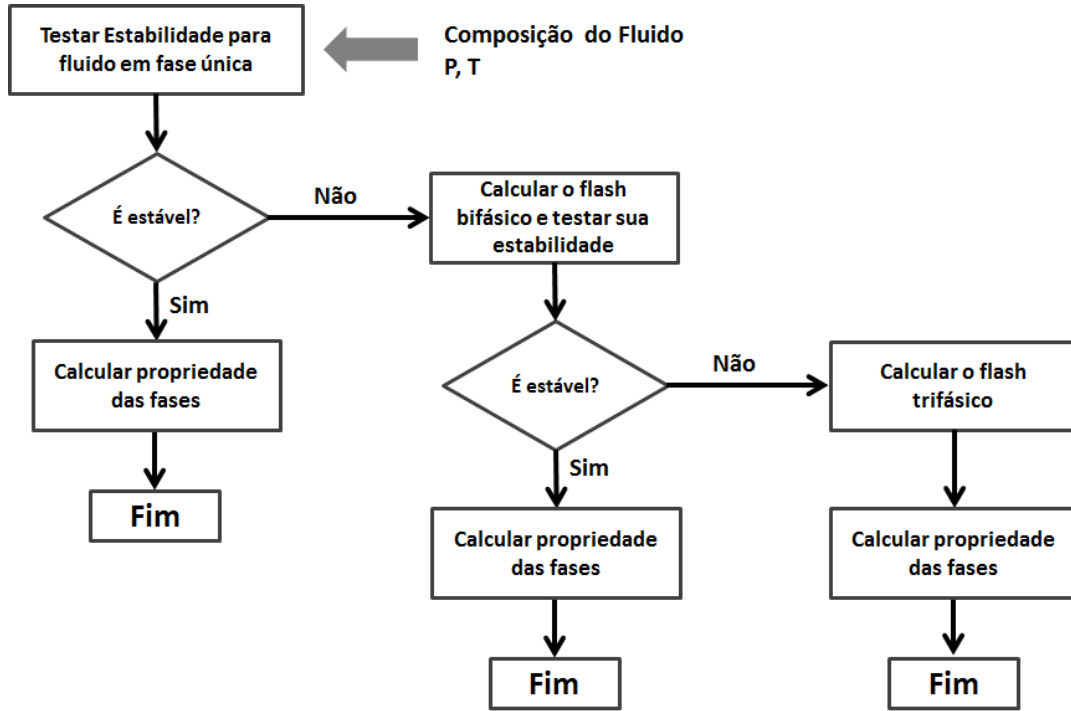 Testar Estabilidade para
fluido em fase única
Composição do Fluido
P, T
É estável?
Não
Calcular o flash
bifásico e testar sua
estabilidade
Sim
Calcular propriedade
das fases
Fim
É estável?
Não
Calcular o flash
trifásico
Sim
Calcular propriedade
das fases
Fim
Calcular propriedade
das fases
Fim